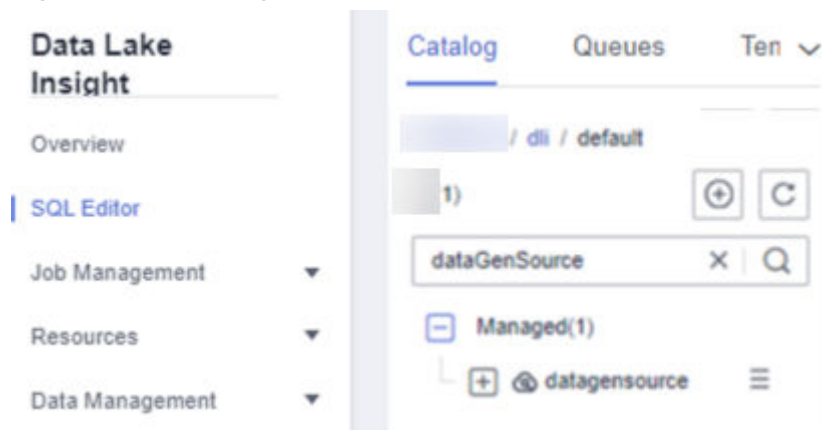 Data Lake
Insight
Overview
SQL Editor
Job Management
Resources
Data Management
Catalog Queues
/ dli / default
1)
dataGenSource
Managed(1)
datagensource